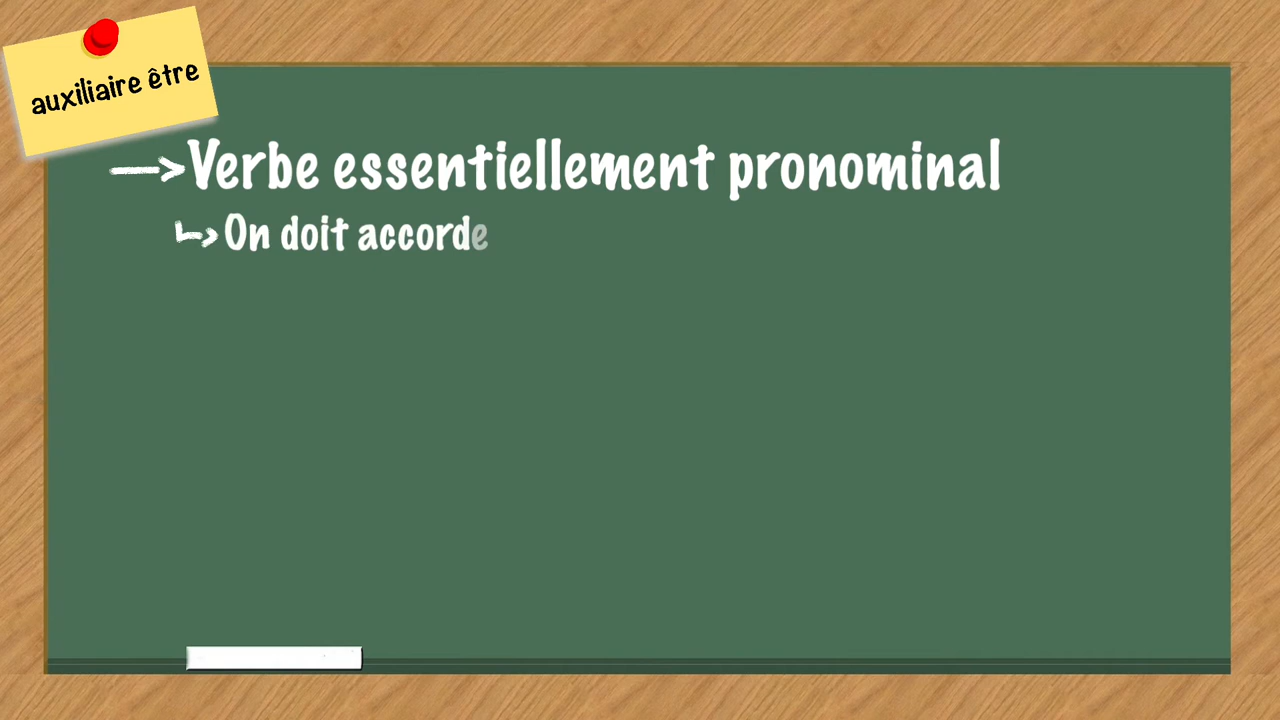 auxiliaire être
Verbe essentiellement pronominal
On doit accorde